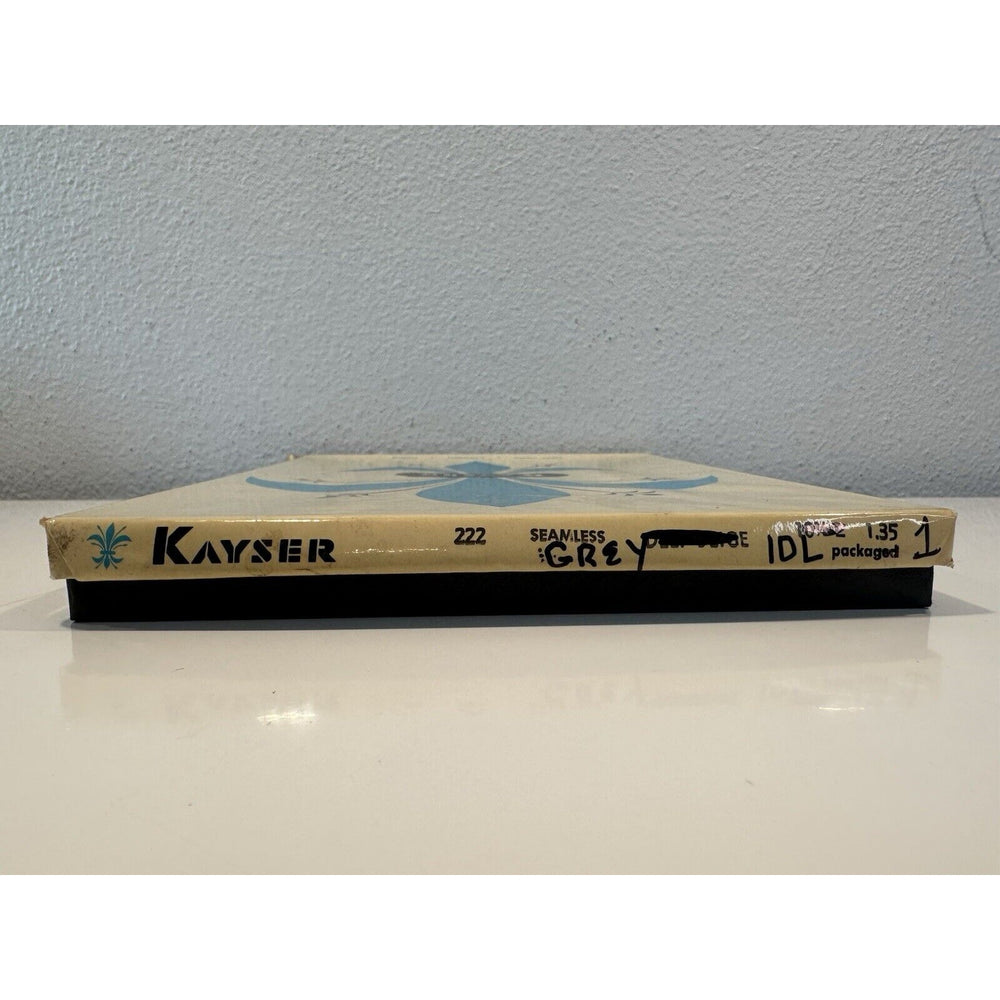 KAYSER 222 SEAMLESS 1.35
GREY IDL packaged 1